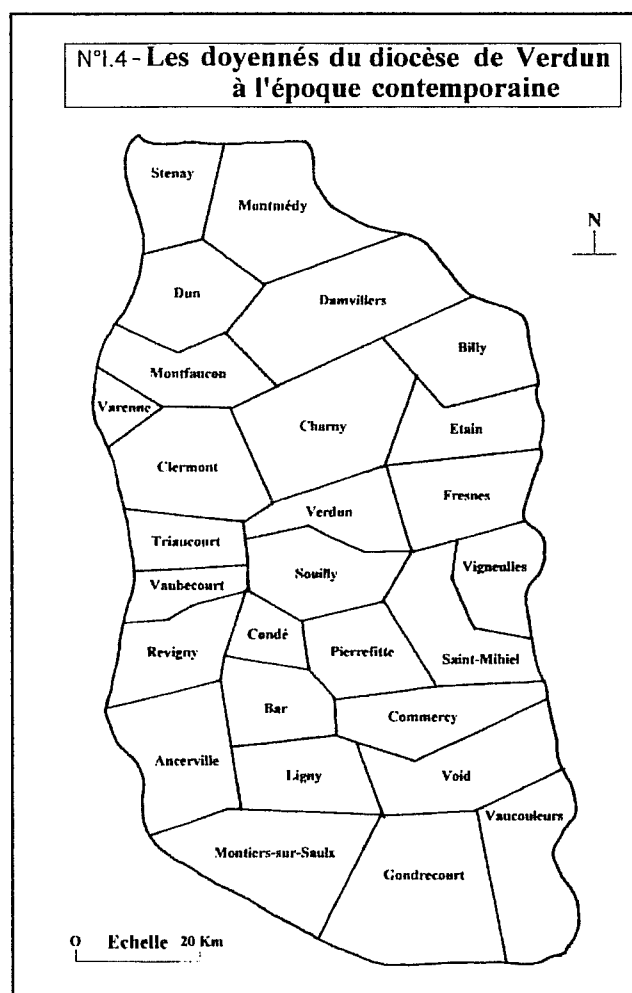 N°I.4 - Les doyennés du diocèse de Verdun
à l'époque contemporaine
Stenay
Montmédy
N
Dun
Damvillers
Billy
Montfaucon
Varenne
Charny
Etain
Clermont
Fresnes
Verdun
Triaucourt
Vigneulles
Souilly
Vaubecourt
Condé
Revigny
Pierrefitte
Saint-Mihiel
Bar
Commercy
Ancerville
Ligny
Void
Vaucouleurs
Montiers-sur-Saulx
Gondrecourt
0 Echelle 20 Km